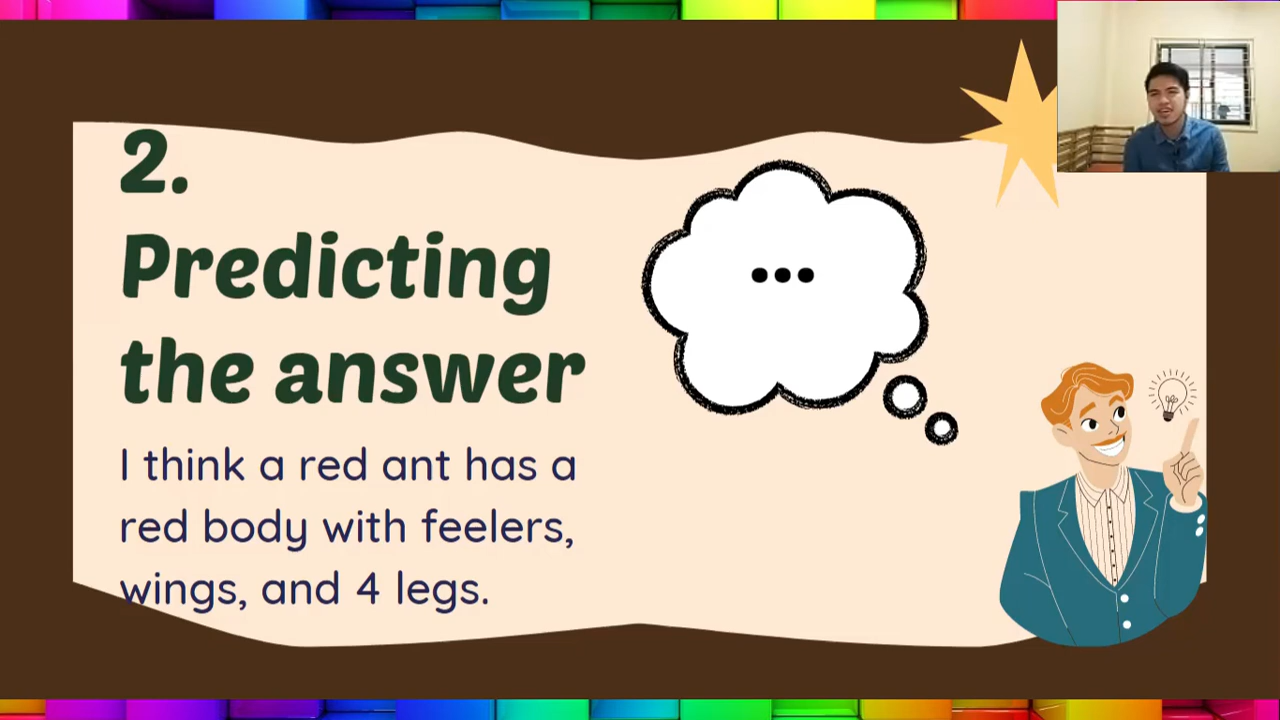 2.
Predicting
the answer
I think a red ant has a
red body with feelers,
wings, and 4 legs.
...